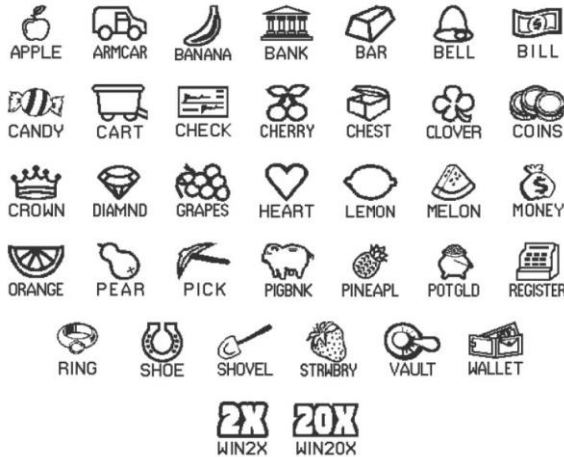 APPLE ARMCAR BANANA BANK BAR BELL BILL
CANDY CART CHECK CHERRY CHEST CLOVER COINS
CROWN DIAMND GRAPES HEART LEMON MELON MONEY
ORANGE PEAR PICK PIGBNK PINEAPL POTGLD REGISTER
RING SHOE SHOVEL STRWBRY VAULT WALLET
2X 20X
WIN2X WIN20X